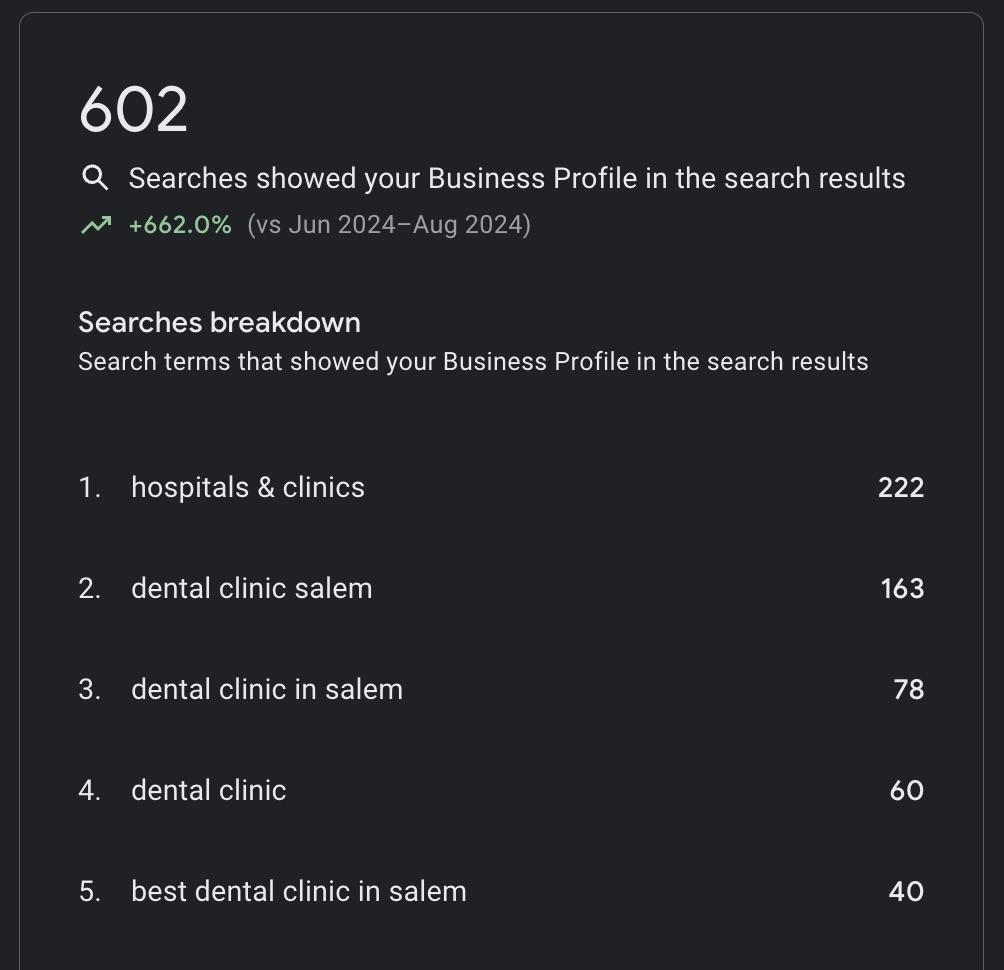 602
Searches showed your Business Profile in the search results
+662.0% (vs Jun 2024–Aug 2024)
Searches breakdown
Search terms that showed your Business Profile in the search results
1. hospitals & clinics 222
2. dental clinic salem 163
3. dental clinic in salem 78
4. dental clinic 60
5. best dental clinic in salem 40